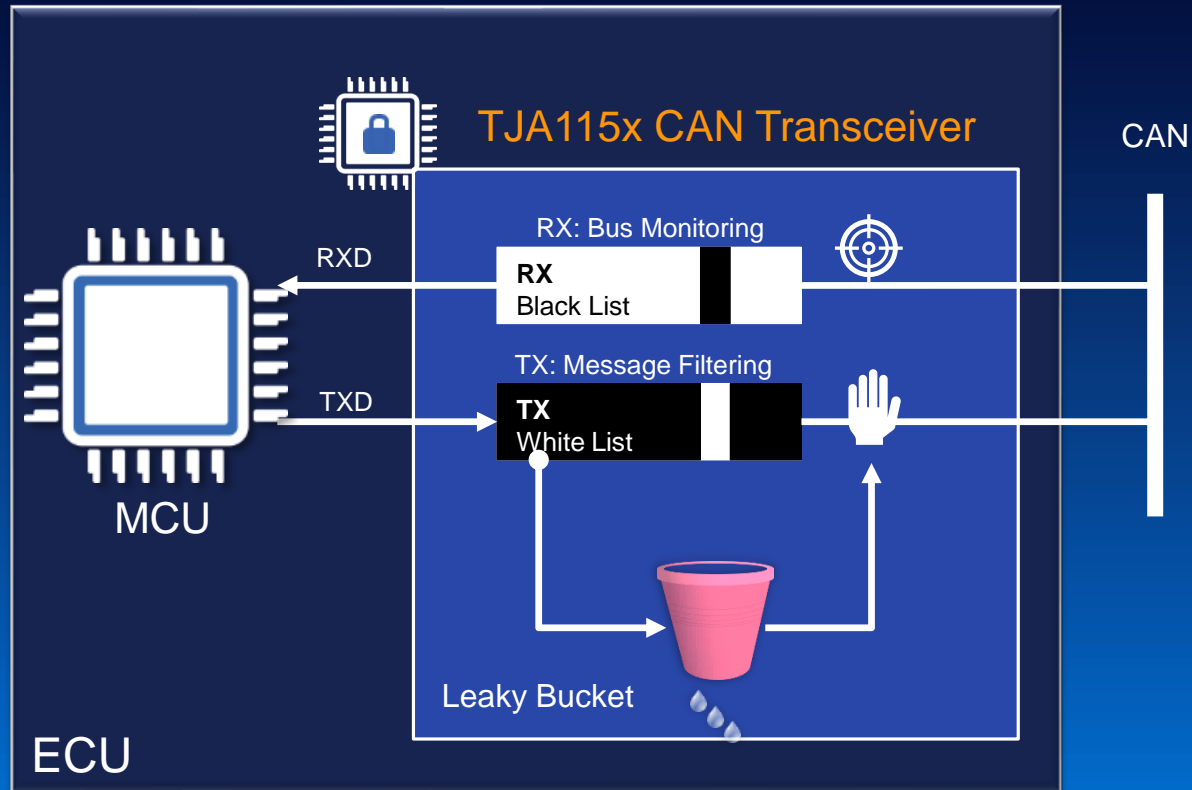 TJA115x CAN Transceiver
CAN
RX: Bus Monitoring
RXD
RX
Black List
TX: Message Filtering
TXD
TX
White List
MCU
Leaky Bucket
ECU